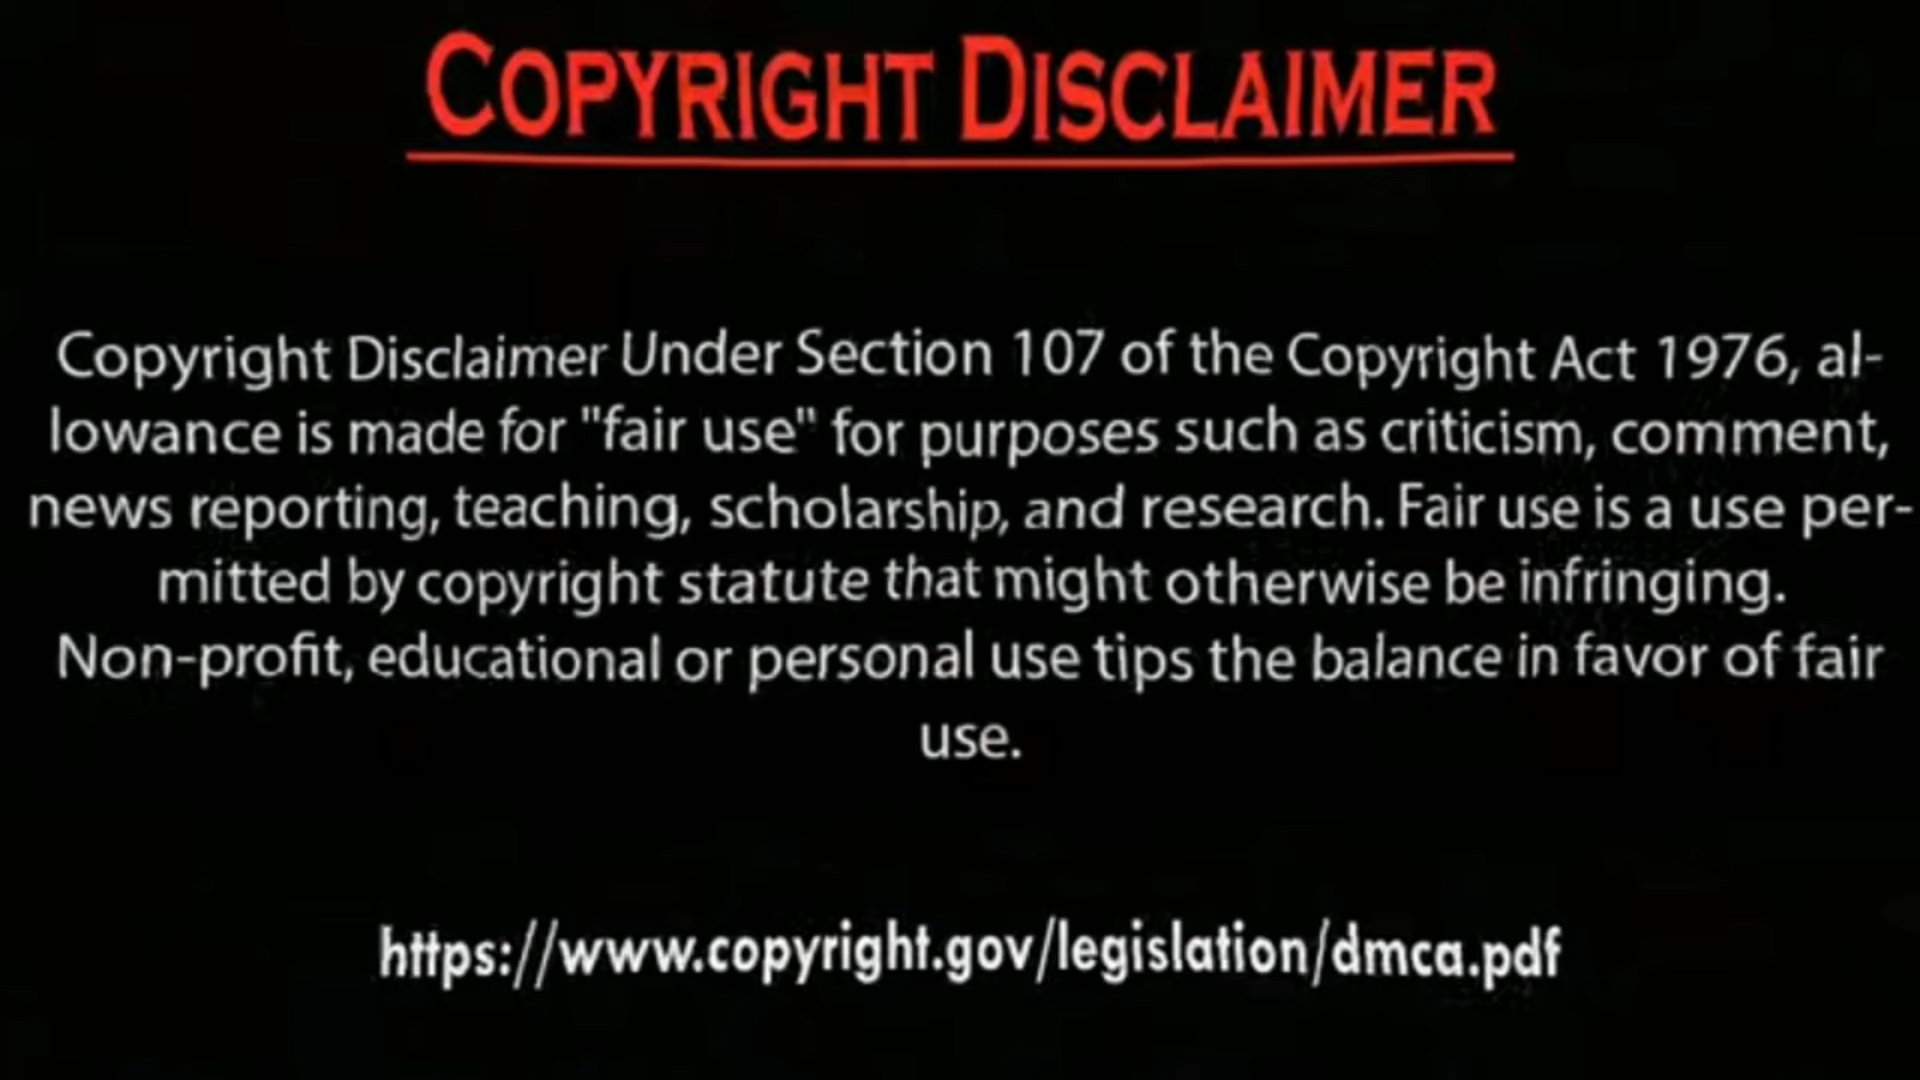 COPYRIGHT DISCLAIMER
Copyright Disclaimer Under Section 107 of the Copyright Act 1976, al-
lowance is made for "fair use" for purposes such as criticism, comment,
news reporting, teaching, scholarship, and research. Fair use is a use per-
mitted by copyright statute that might otherwise be infringing.
Non-profit, educational or personal use tips the balance in favor of fair
use.
https://www.copyright.gov/legislation/dmca.pdf